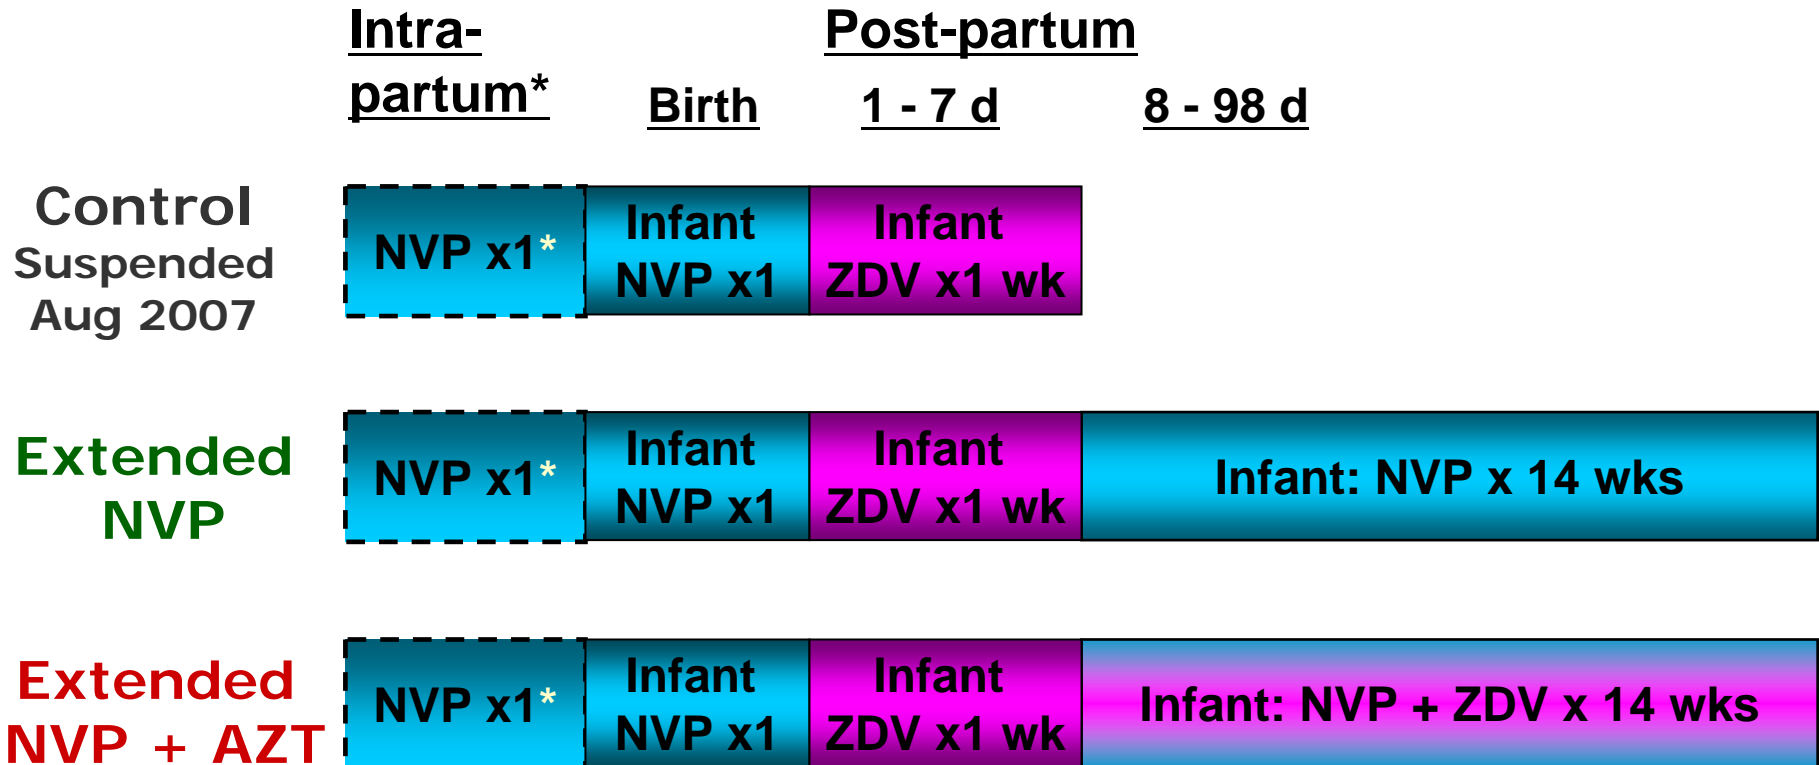 Intra-
partum*
Post-partum
Birth
1 - 7 d
8 - 98 d
Control
Suspended
Aug 2007
NVP x1*
Infant
NVP x1
Infant
ZDV x1 wk
Extended
NVP
NVP x1*
Infant
NVP x1
Infant
ZDV x1 wk
Infant: NVP x 14 wks
Extended
NVP + AZT
NVP x1*
Infant
NVP x1
Infant
ZDV x1 wk
Infant: NVP + ZDV x 14 wks